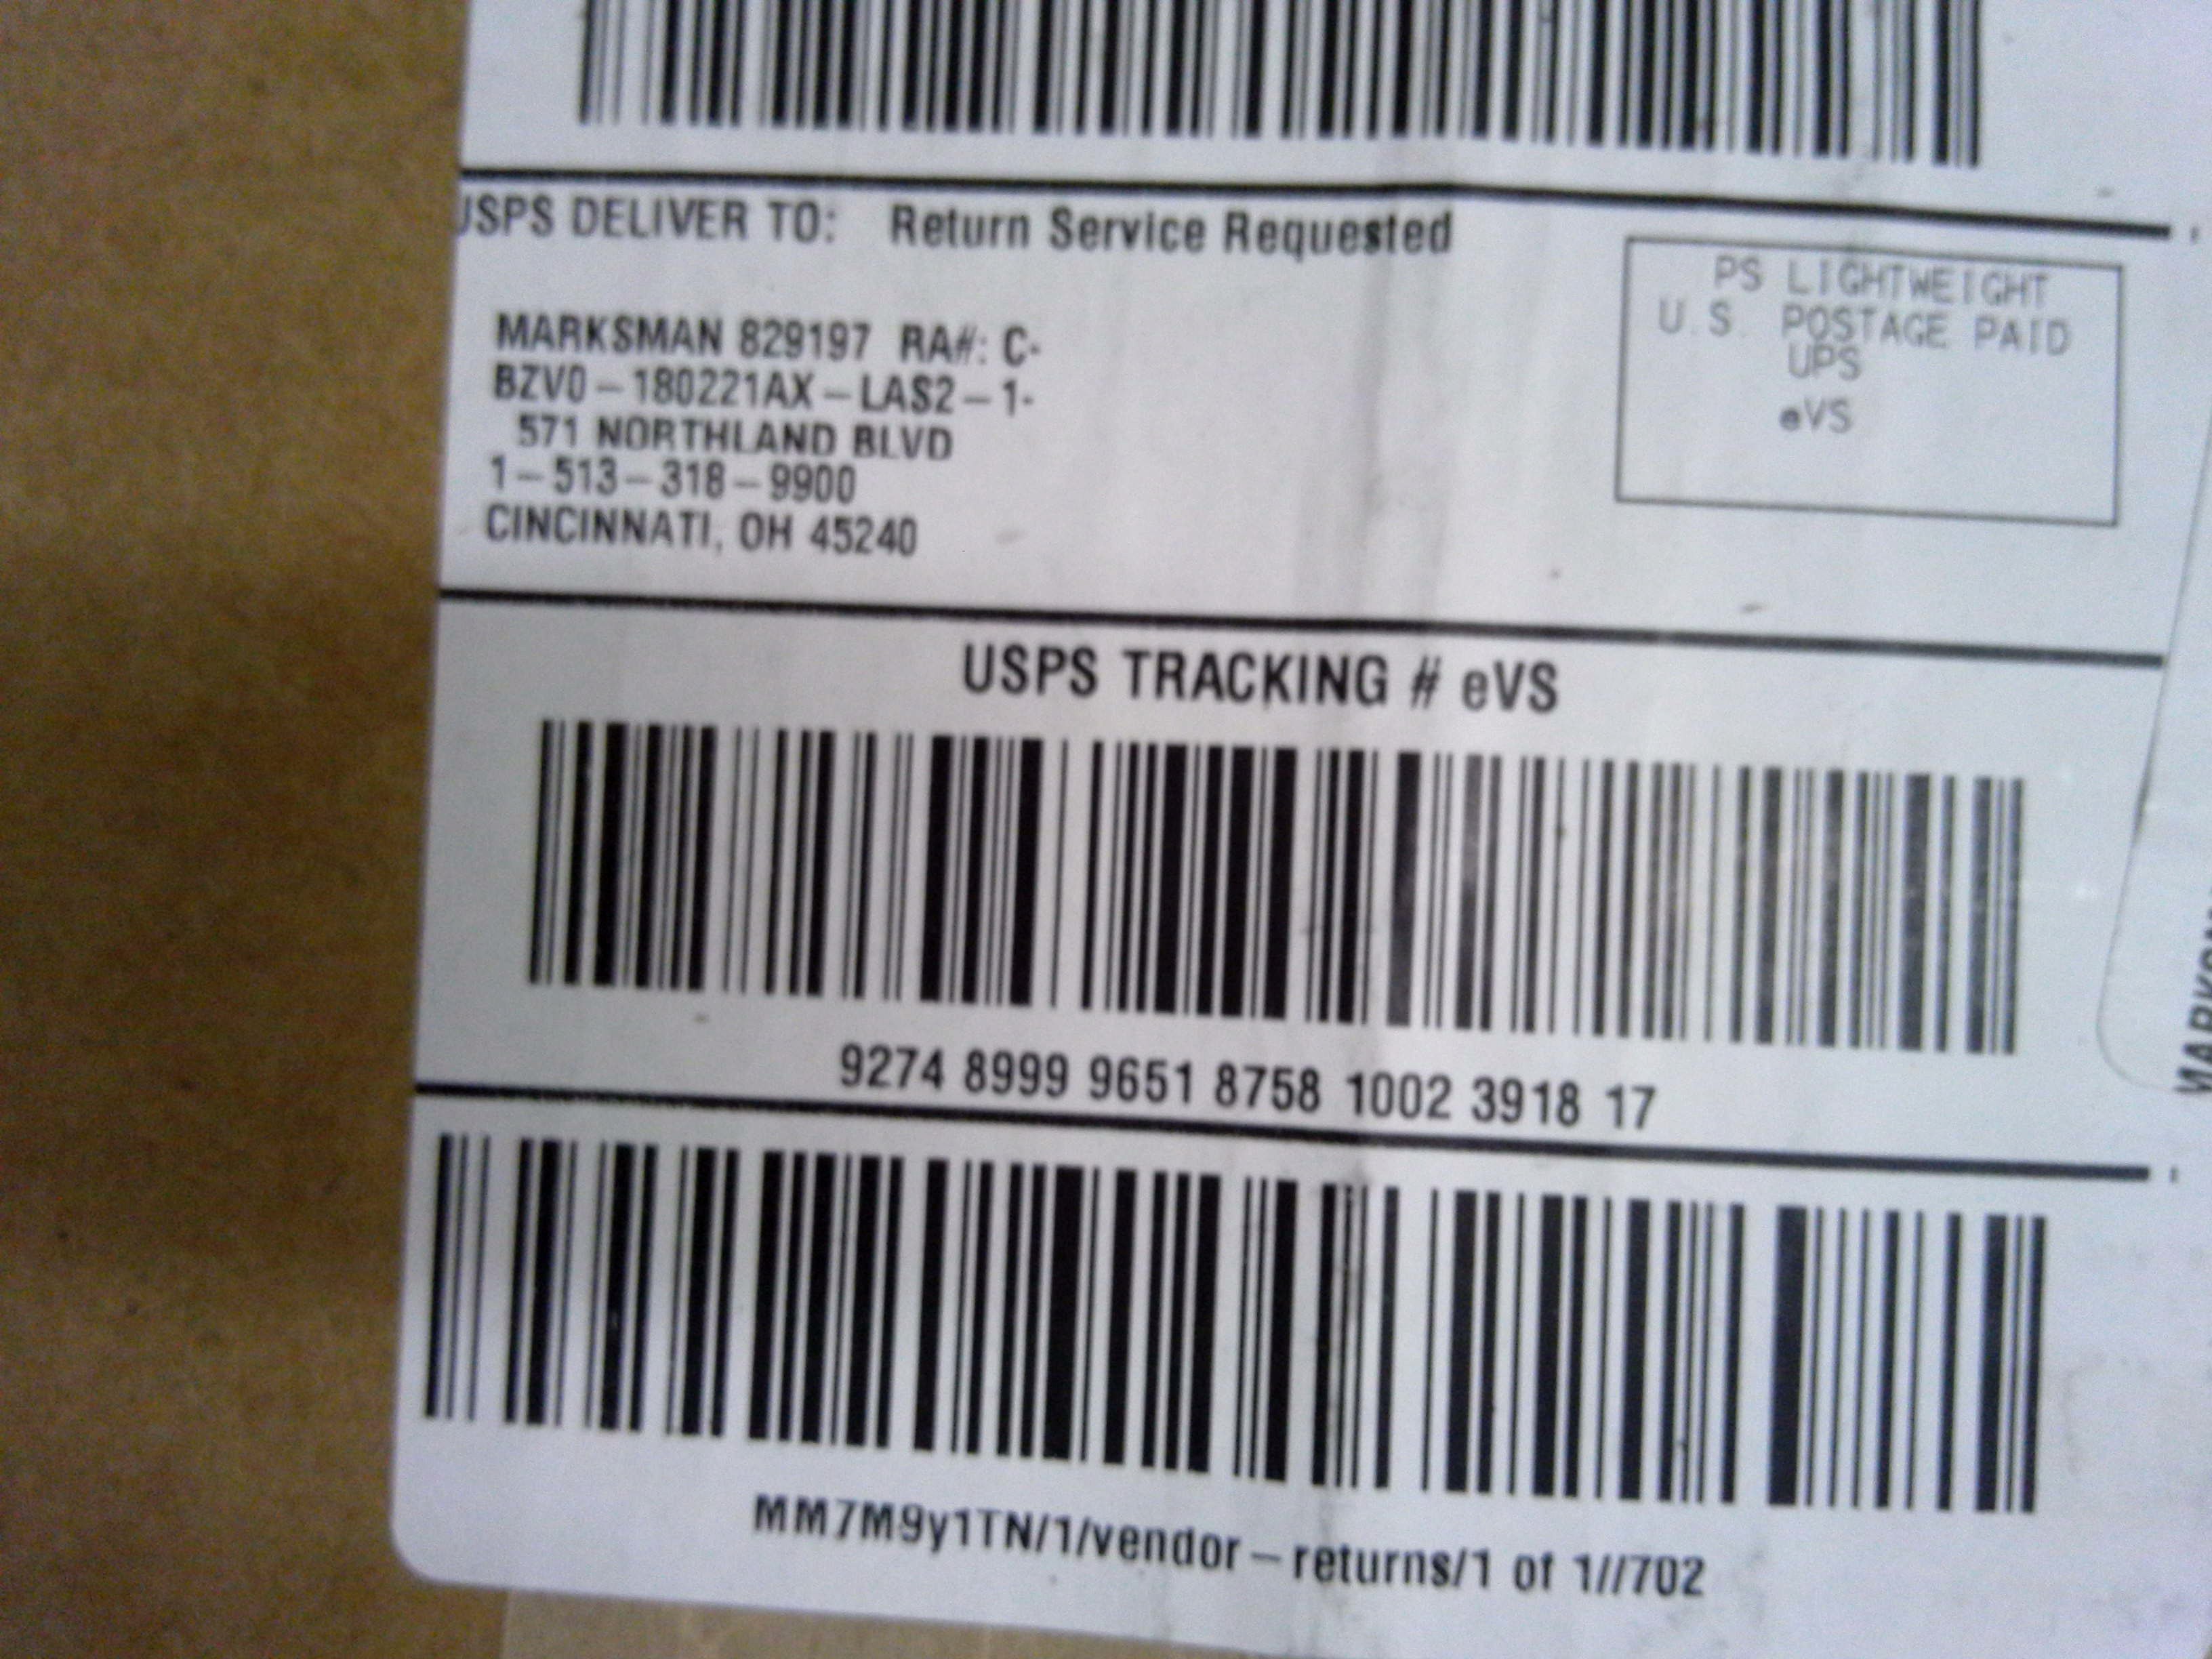 USPS DELIVER TO: Return Service Requested
PS LIGHTWEIGHT
U.S. POSTAGE PAID
UPS
eVS
MARKSMAN 829197 RA#: C-
BZV0-180221AX-LAS2-1-
571 NORTHLAND BLVD
1-513-318-9900
CINCINNATI, OH 45240
USPS TRACKING # eVS
9274 8999 9651 8758 1002 3918 17
MM7M9y1TN/1/vendor-returns/1 of 1//702